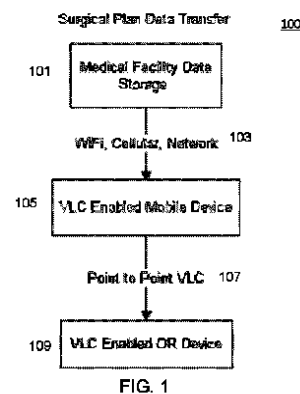 Surgical Plan Data Transfer
100
101
Medical Facility Data
Storage
WiFi, Cellular, Network
103
105
VLC Enabled Mobile Device
Point to Point VLC
107
109
VLC Enabled OR Device
FIG. 1